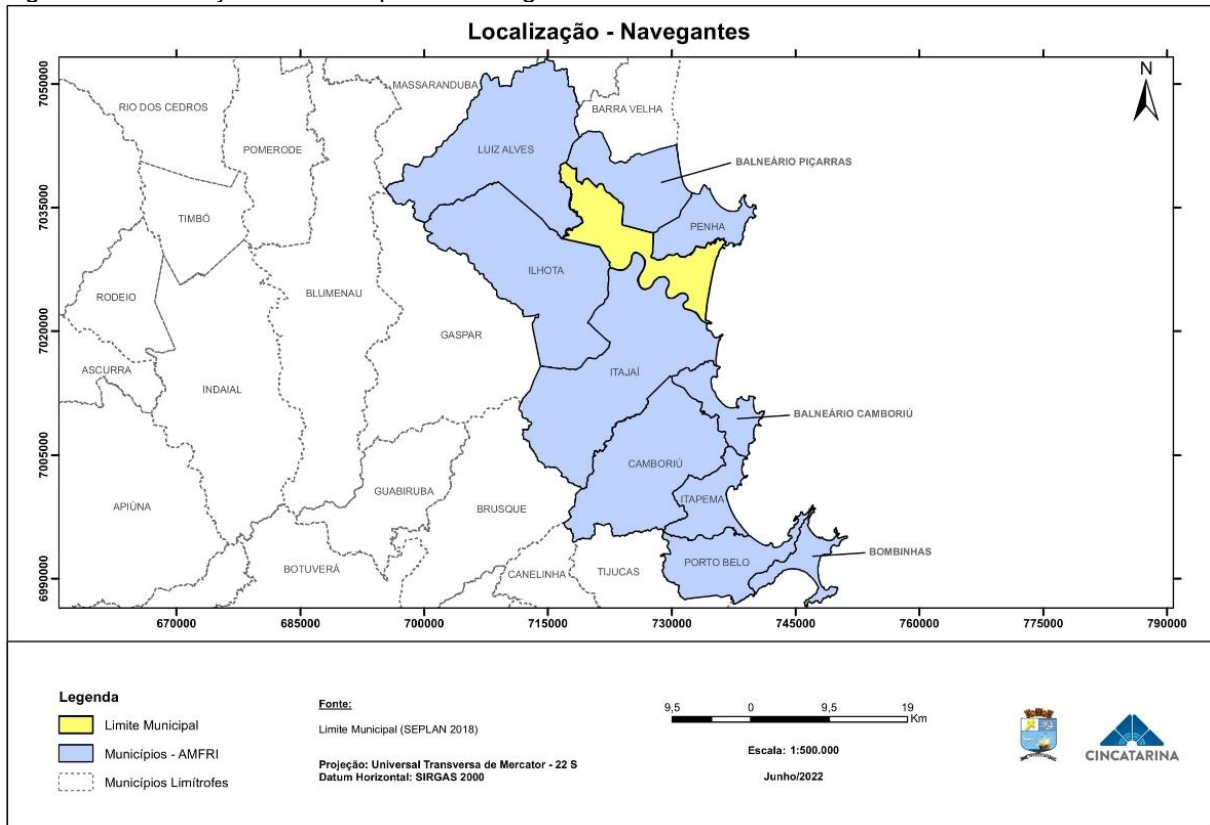 Localização - Navegantes
N
MASSARANDUBA
RIO DOS CEDROS
BARRA VELHA
POMERODE
LUIZ ALVES
BALNEÁRIO PIÇARRAS
TIMBÓ
PENHA
ILHOTA
RODEIO
BLUMENAU
GASPAR
ASCURRA
ITAJAÍ
INDAIAL
BALNEÁRIO CAMBORIÚ
CAMBORIÚ
GUABIRUBA
ITAPEMA
APIÚNA
BRUSQUE
BOMBINHAS
PORTO BELO
BOTUVERÁ
CANELINHA
TIJUCAS
7050000
7035000
7020000
7005000
6990000
670000 685000 700000 715000 730000 745000 760000 775000 790000
Legenda
Limite Municipal
Municípios - AMFRI
Municípios Limítrofes
Fonte:
Limite Municipal (SEPLAN 2018)
Projeção: Universal Transversa de Mercator - 22 S
Datum Horizontal: SIRGAS 2000
9,5 0 9,5 19
Km
Escala: 1:500.000
Junho/2022
CINCATARINA